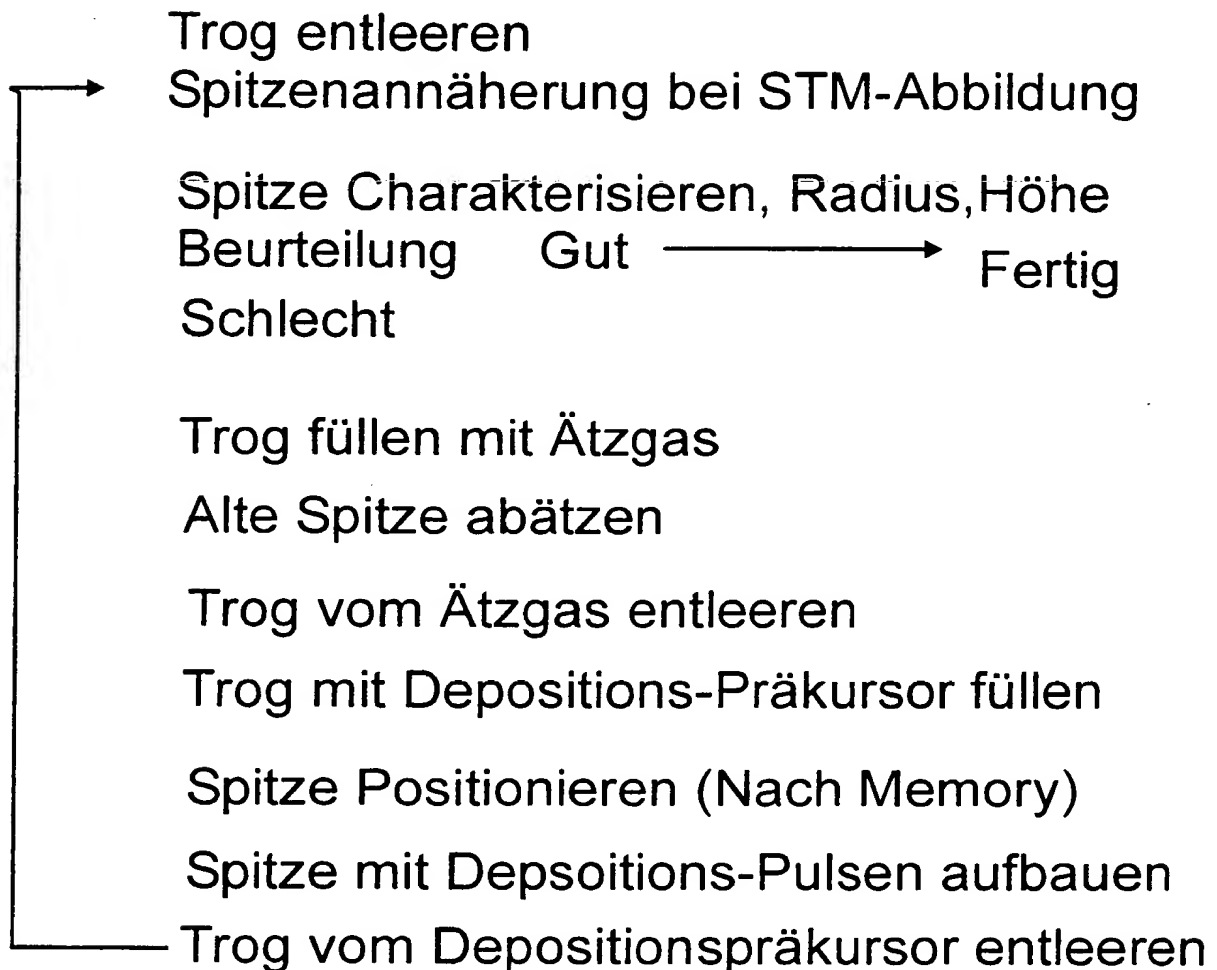 Trog entleeren
Spitzenannäherung bei STM-Abbildung
Spitze Charakterisieren, Radius,Höhe
Beurteilung Gut Fertig
Schlecht
Trog füllen mit Ätzgas
Alte Spitze abätzen
Trog vom Ätzgas entleeren
Trog mit Depositions-Präkursor füllen
Spitze Positionieren (Nach Memory)
Spitze mit Depsoitions-Pulsen aufbauen
Trog vom Depositionspräkursor entleeren